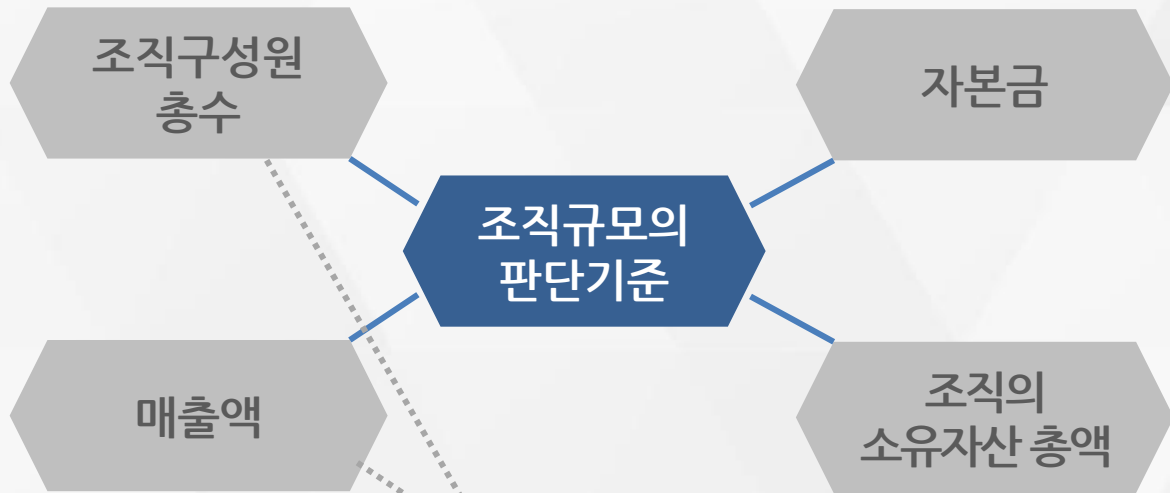 조직구성원
총수
자본금
조직규모의
판단기준
매출액
조직의
소유자산 총액